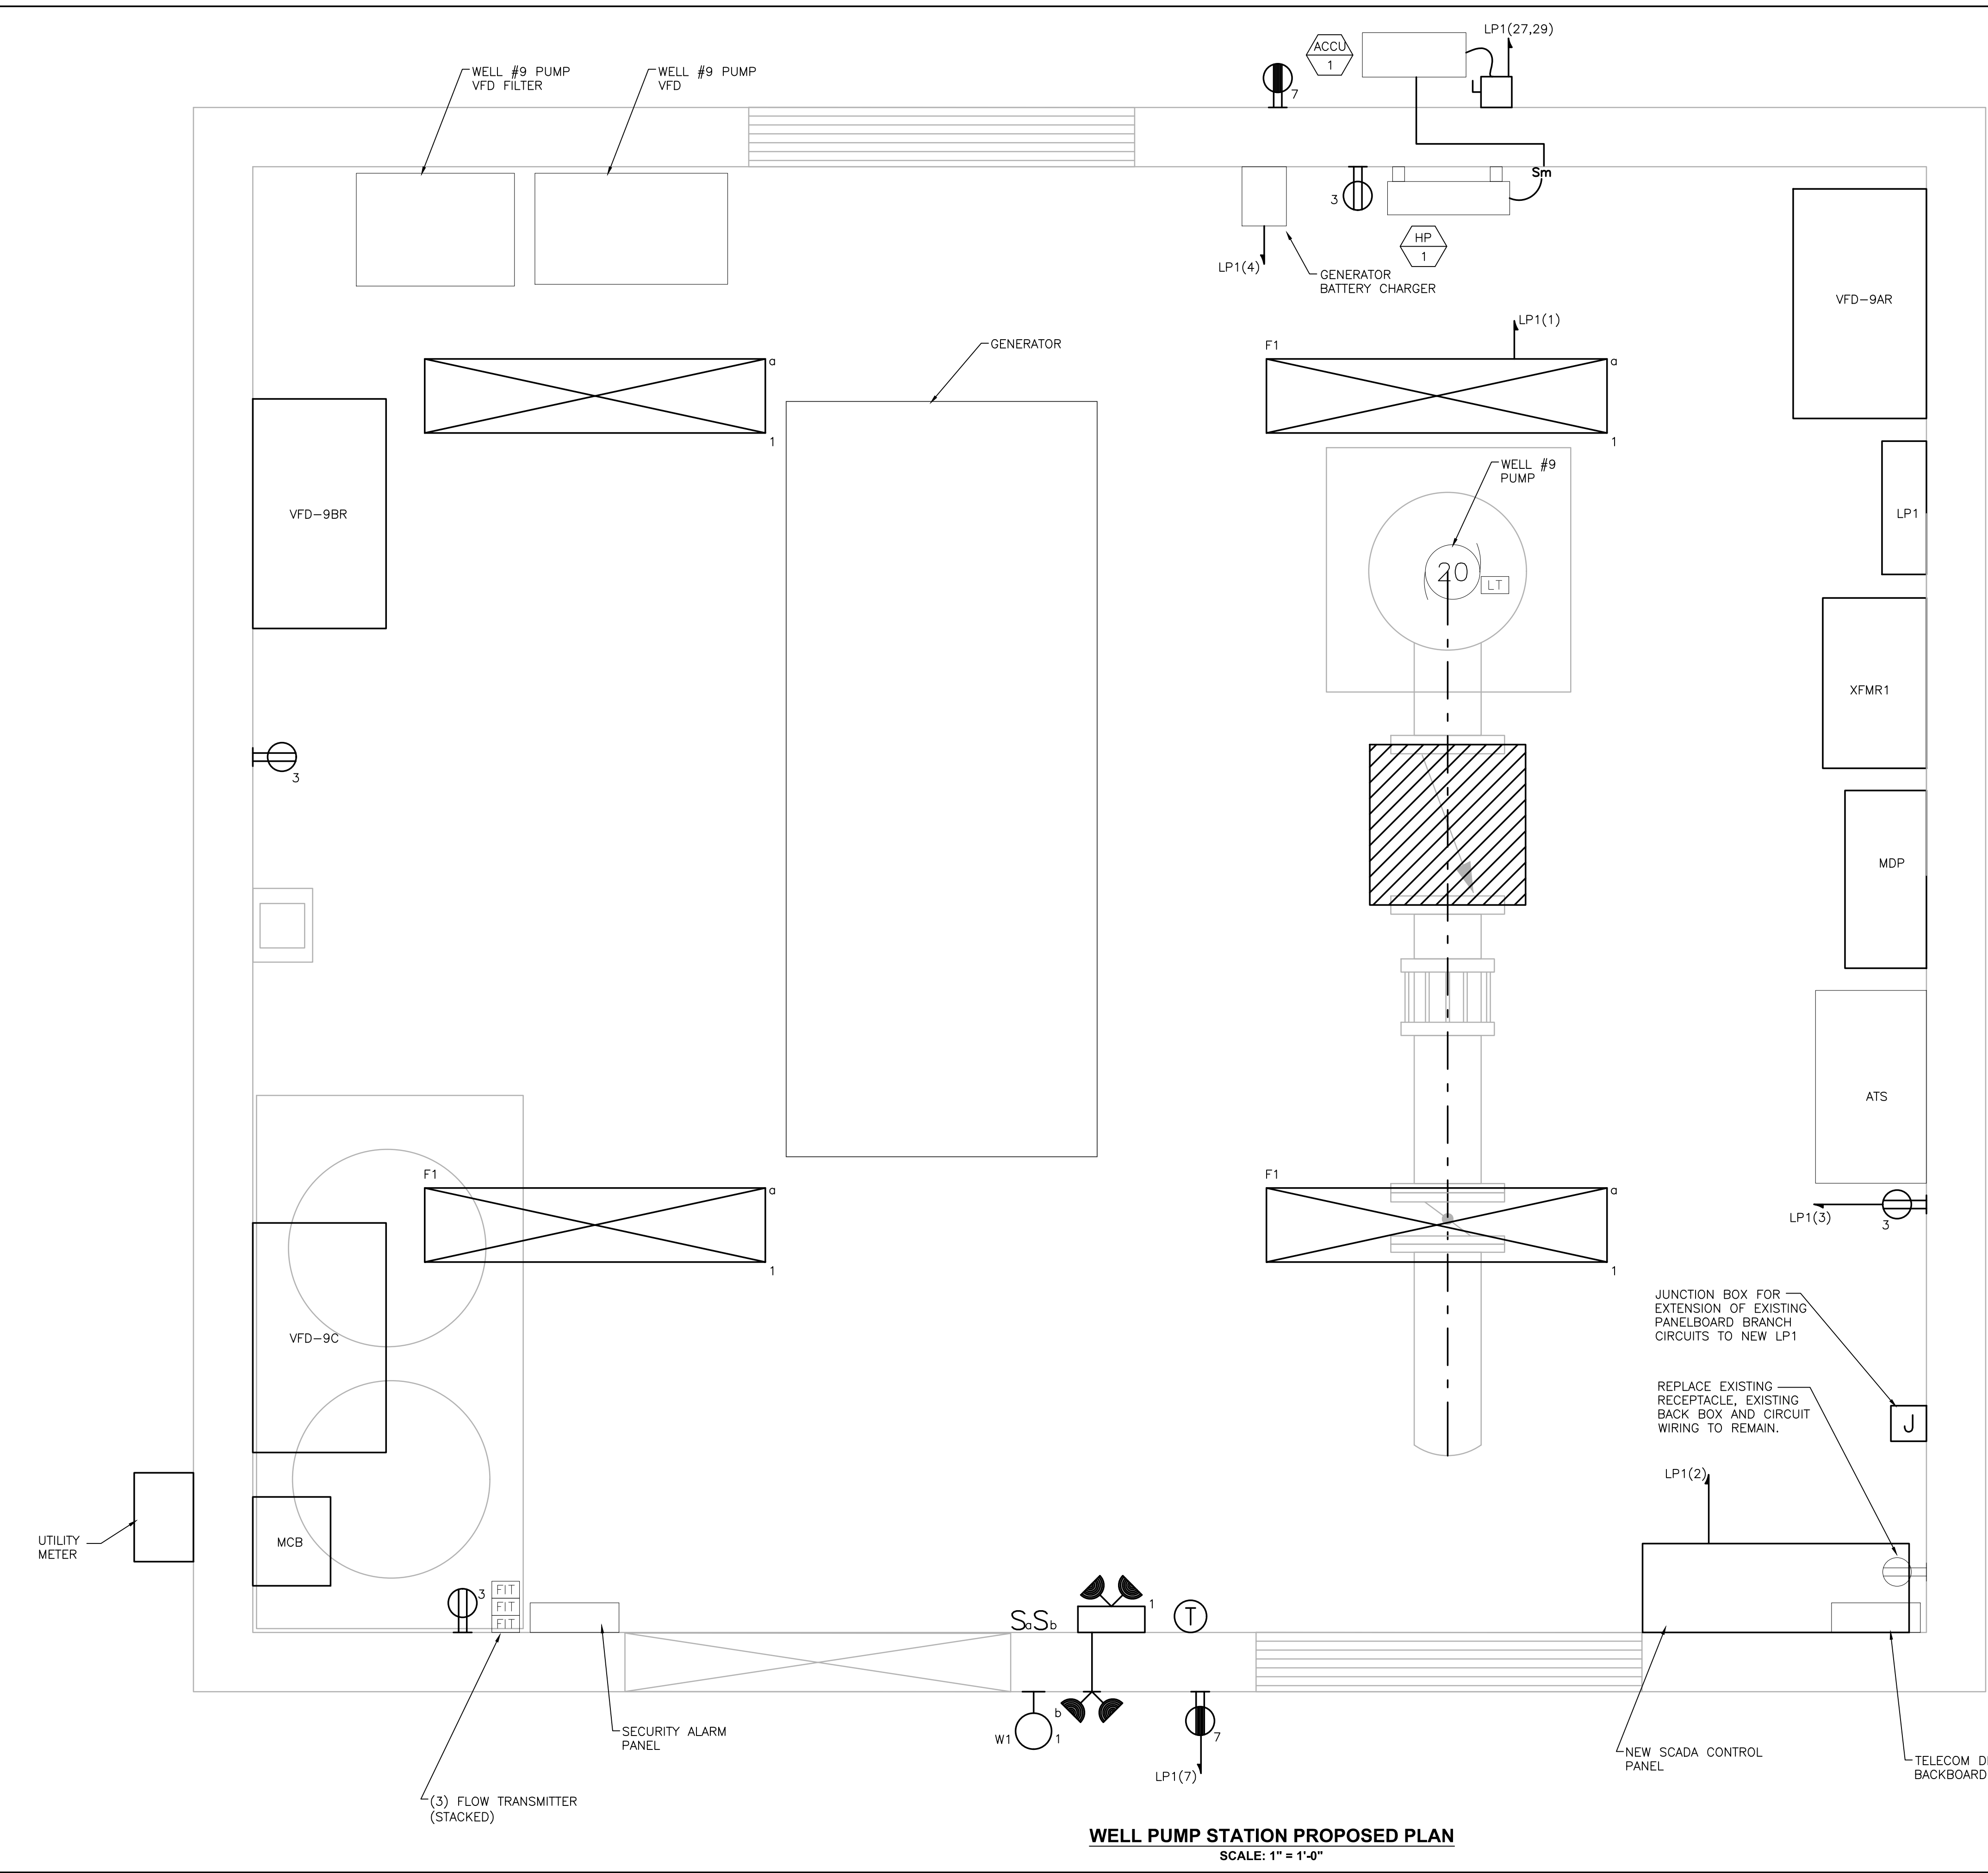 LP1(27,29)
ACCU
1
WELL #9 PUMP
VFD FILTER
WELL #9 PUMP
VFD
7
Sm
3
HP
1
LP1(4)
GENERATOR
BATTERY CHARGER
VFD-9AR
LP1(1)
GENERATOR
F1
a
a
1
1
WELL #9
PUMP
VFD-9BR
LP1
20
LT
XFMR1
3
MDP
ATS
F1
a
F1
a
LP1(3)
3
1
1
JUNCTION BOX FOR
EXTENSION OF EXISTING
PANELBOARD BRANCH
CIRCUITS TO NEW LP1
VFD-9C
REPLACE EXISTING
RECEPTACLE, EXISTING
BACK BOX AND CIRCUIT
WIRING TO REMAIN.
J
LP1(2)
UTILITY
METER
MCB
3
FIT
FIT
FIT
SaSb
1
T
SECURITY ALARM
PANEL
W1
1
b
7
LP1(7)
NEW SCADA CONTROL
PANEL
TELECOM
BACKBOARD
(3) FLOW TRANSMITTER
(STACKED)
WELL PUMP STATION PROPOSED PLAN
SCALE: 1" = 1'-0"